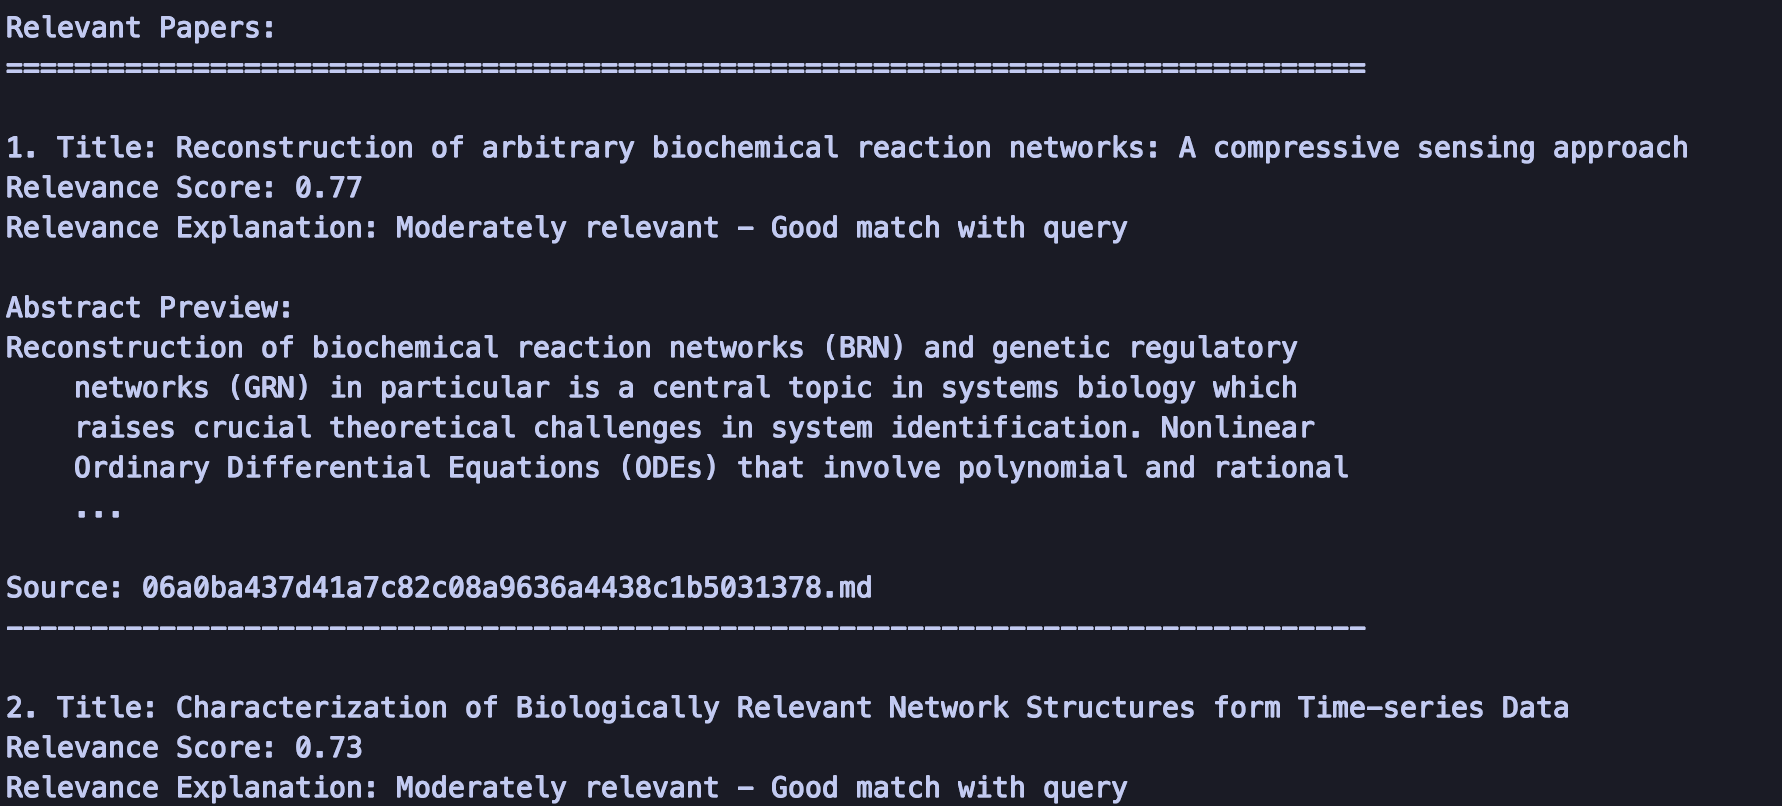 Relevant Papers:
================================================================================
1. Title: Reconstruction of arbitrary biochemical reaction networks: A compressive sensing approach
Relevance Score: 0.77
Relevance Explanation: Moderately relevant - Good match with query
Abstract Preview:
Reconstruction of biochemical reaction networks (BRN) and genetic regulatory
    networks (GRN) in particular is a central topic in systems biology which
    raises crucial theoretical challenges in system identification. Nonlinear
    Ordinary Differential Equations (ODEs) that involve polynomial and rational
    ...
Source: 06a0ba437d41a7c82c08a9636a4438c1b5031378.md
--------------------------------------------------------------------------------
2. Title: Characterization of Biologically Relevant Network Structures form Time-series Data
Relevance Score: 0.73
Relevance Explanation: Moderately relevant - Good match with query